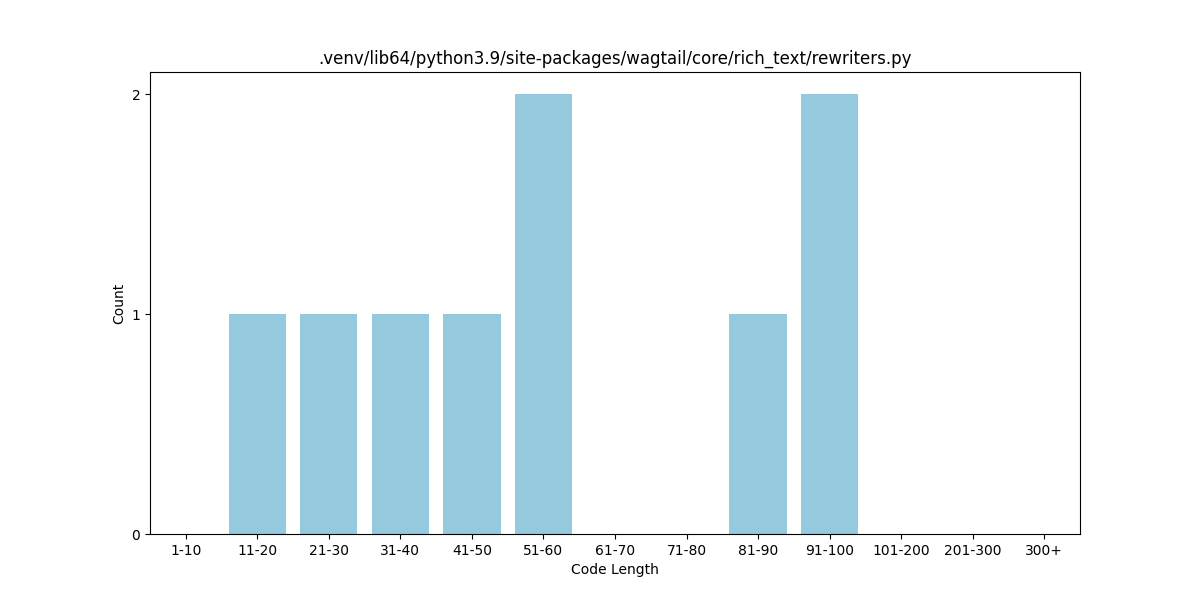 .venv/lib64/python3.9/site-packages/wagtail/core/rich_text/rewriters.py
2
1
0
Count
1-10 11-20 21-30 31-40 41-50 51-60 61-70 71-80 81-90 91-100 101-200 201-300 300+
Code Length